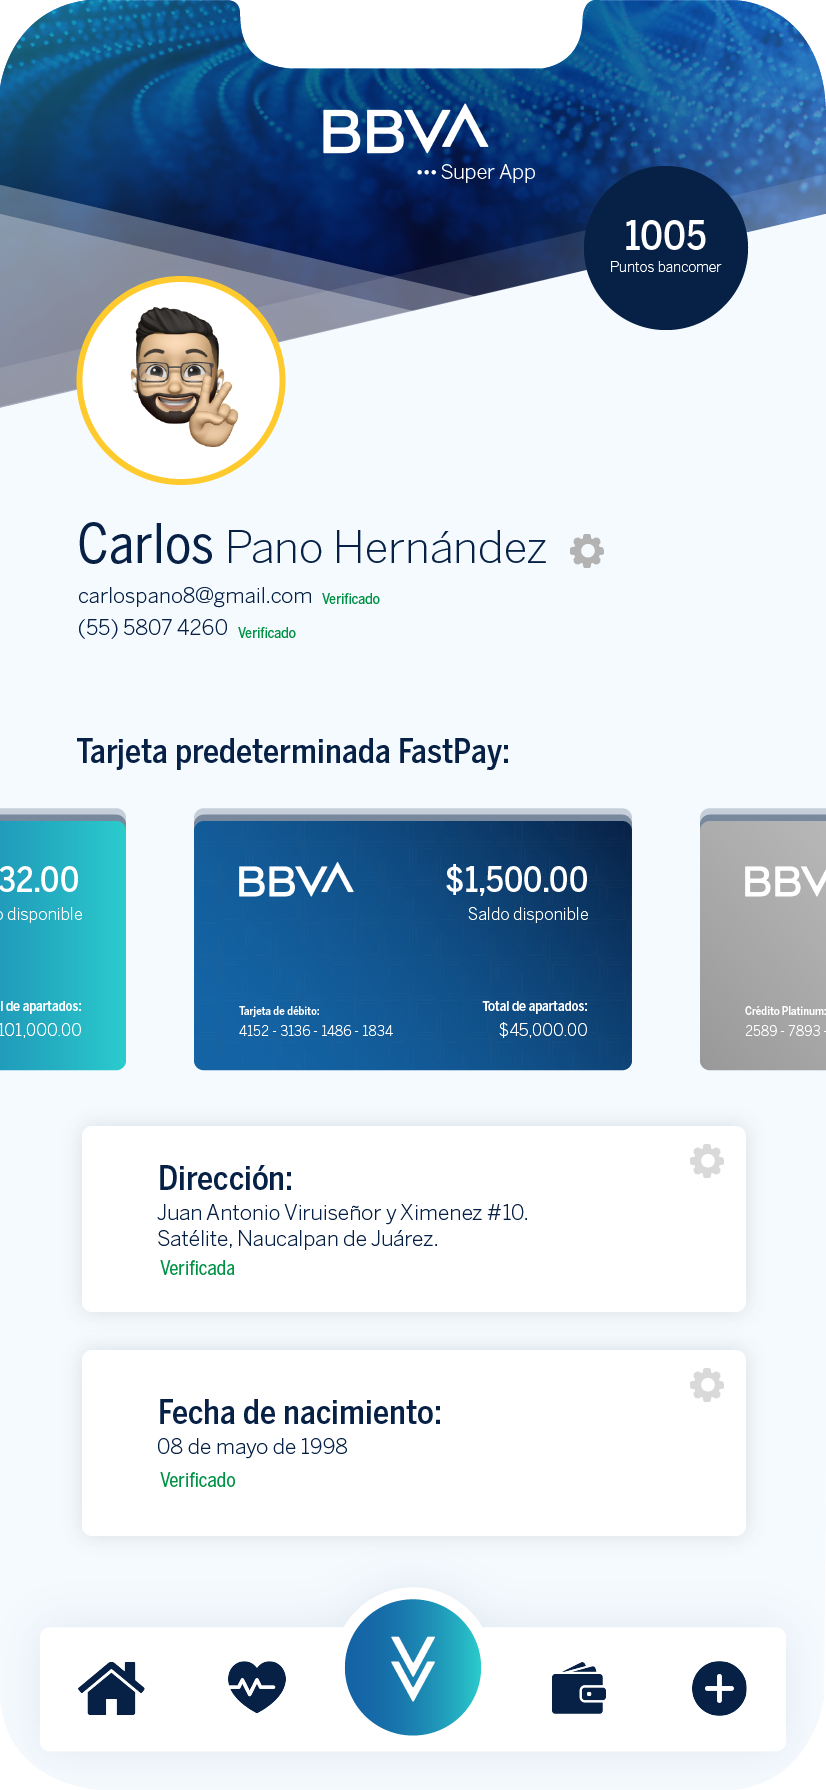 BBVA
••• Super App
1005
Puntos bancomer
Carlos Pano Hernández
carlospano8@gmail.com Verificado
(55) 5807 4260 Verificado
Tarjeta predeterminada FastPay:
32.00
disponible
de apartados:
101,000.00
BBVA
$1,500.00
Saldo disponible
Tarjeta de débito:
4152 - 3136 - 1486 - 1834
Total de apartados:
$45,000.00
BBV
Crédito Platinum:
2589 - 7893 -
Dirección:
Juan Antonio Viruiseñor y Ximenez #10.
Satélite, Naucalpan de Juárez.
Verificada
Fecha de nacimiento:
08 de mayo de 1998
Verificado